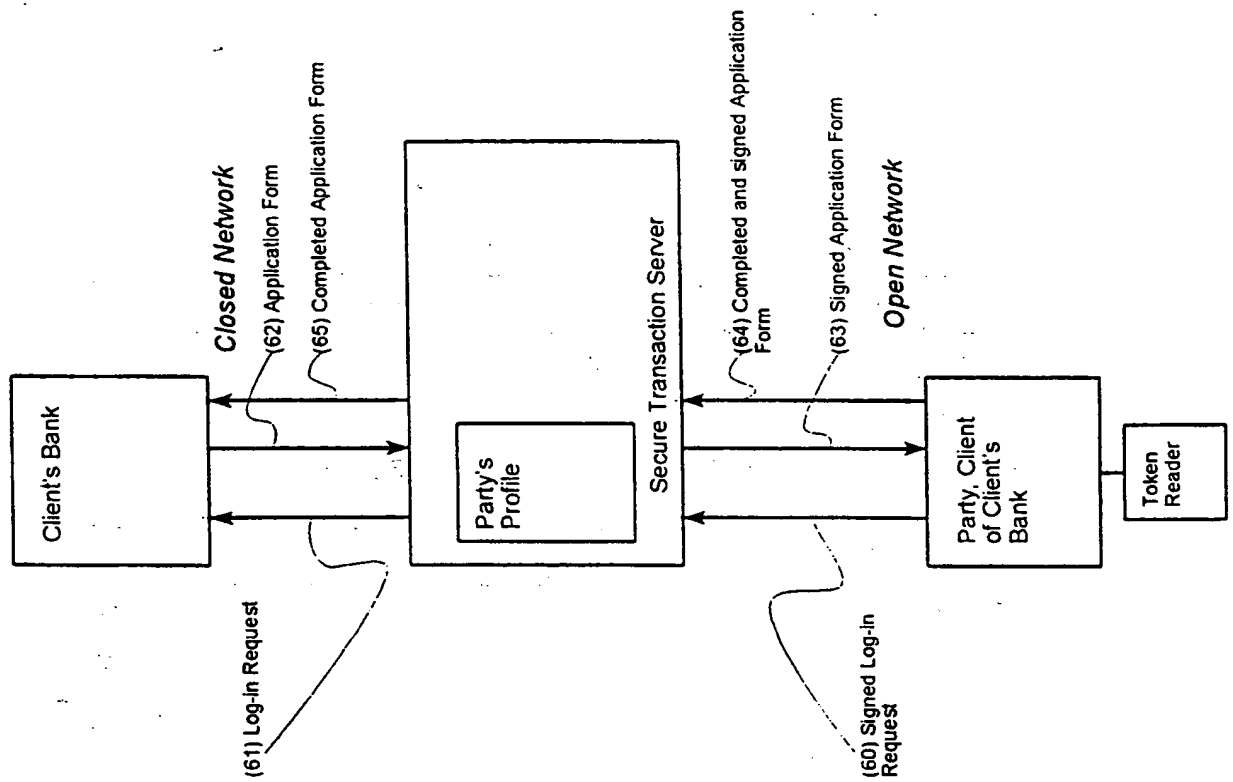 Client's Bank
Closed Network
(62) Application Form
(65) Completed Application Form
(61) Log-in Request
Party's
Profile
Secure Transaction Server
(64) Completed and signed Application
Form
(63) Signed Application Form
Open Network
(60) Signed Log-in
Request
Party, Client
of Client's
Bank
Token
Reader